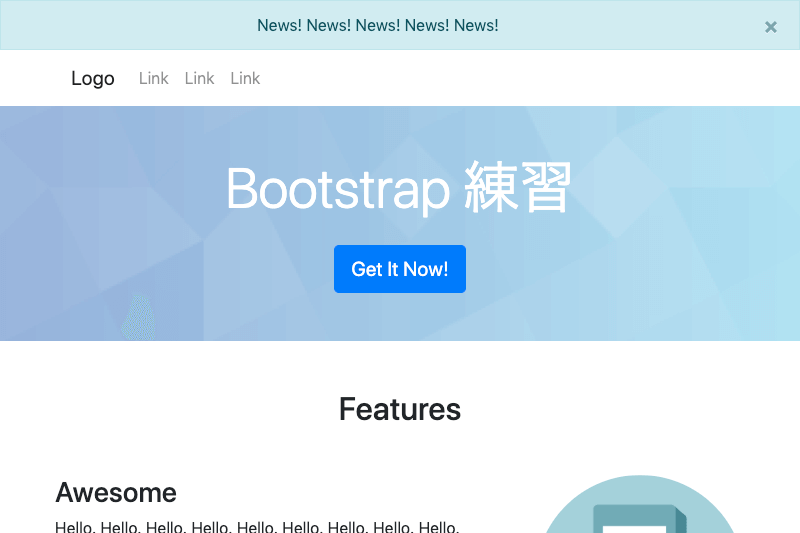 News! News! News! News! News!
×
Logo Link Link Link
Bootstrap 練習
Get It Now!
Features
Awesome
Hello. Hello. Hello. Hello. Hello. Hello. Hello. Hello. Hello.